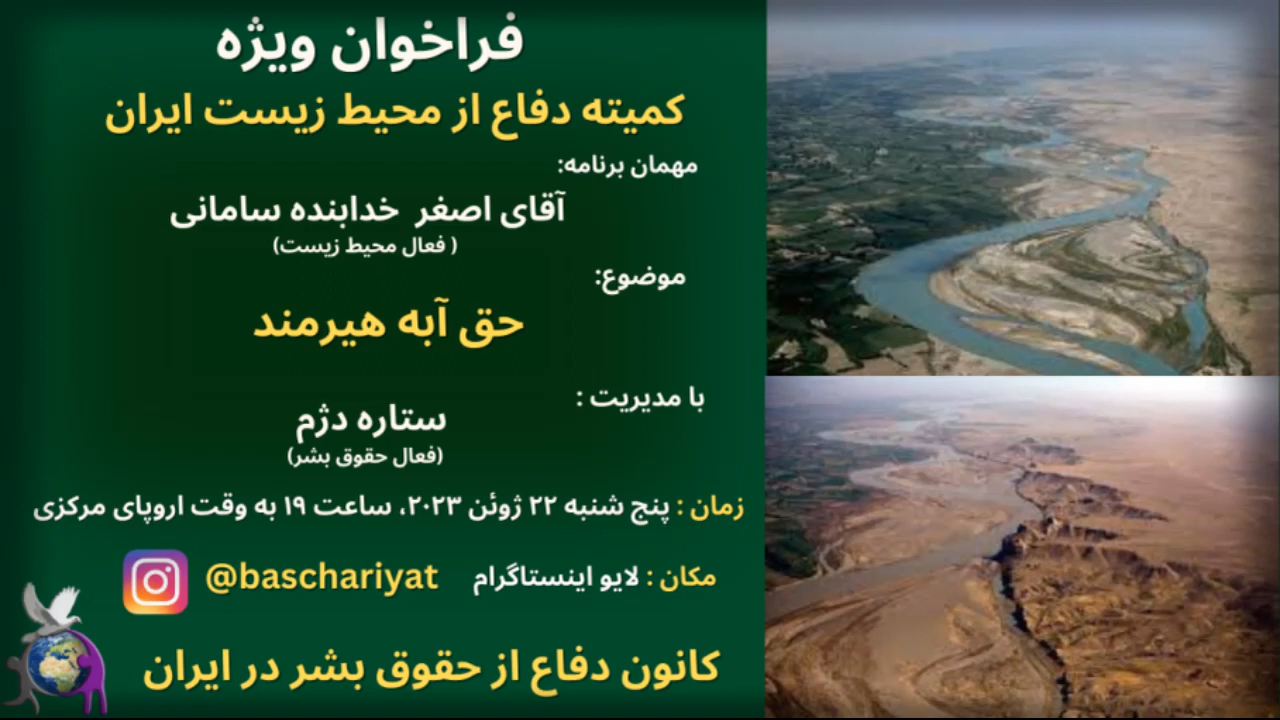 فراخوان ویژه
کمیته دفاع از محیط زیست ایران
مهمان برنامه:
آقای اصغر خدابنده سامانی
( فعال محیط زیست)
موضوع:
حق آبه هیرمند
با مدیریت :
ستاره دژم
(فعال حقوق بشر)
زمان : پنج شنبه ۲۲ ژوئن ۲۰۲۳، ساعت ۱۹ به وقت اروپای مرکزی
مکان : لایو اینستاگرام @baschariyat
کانون دفاع از حقوق بشر در ایران